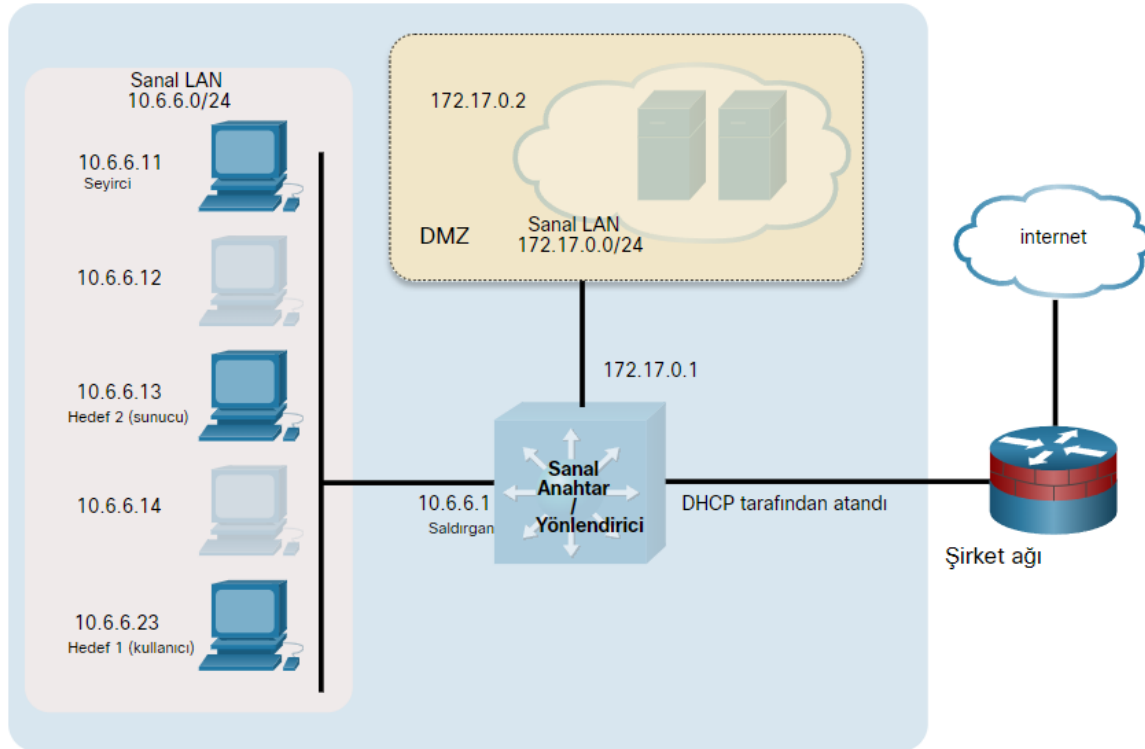 Sanal LAN
10.6.6.0/24
10.6.6.11
Seyirci
10.6.6.12
10.6.6.13
Hedef 2 (sunucu)
10.6.6.14
10.6.6.23
Hedef 1 (kullanıcı)
172.17.0.2
Sanal LAN
172.17.0.0/24
DMZ
172.17.0.1
10.6.6.1
Saldırgan
Sanal
Anahtar
/
Yönlendirici
DHCP tarafından atandı
internet
Şirket ağı